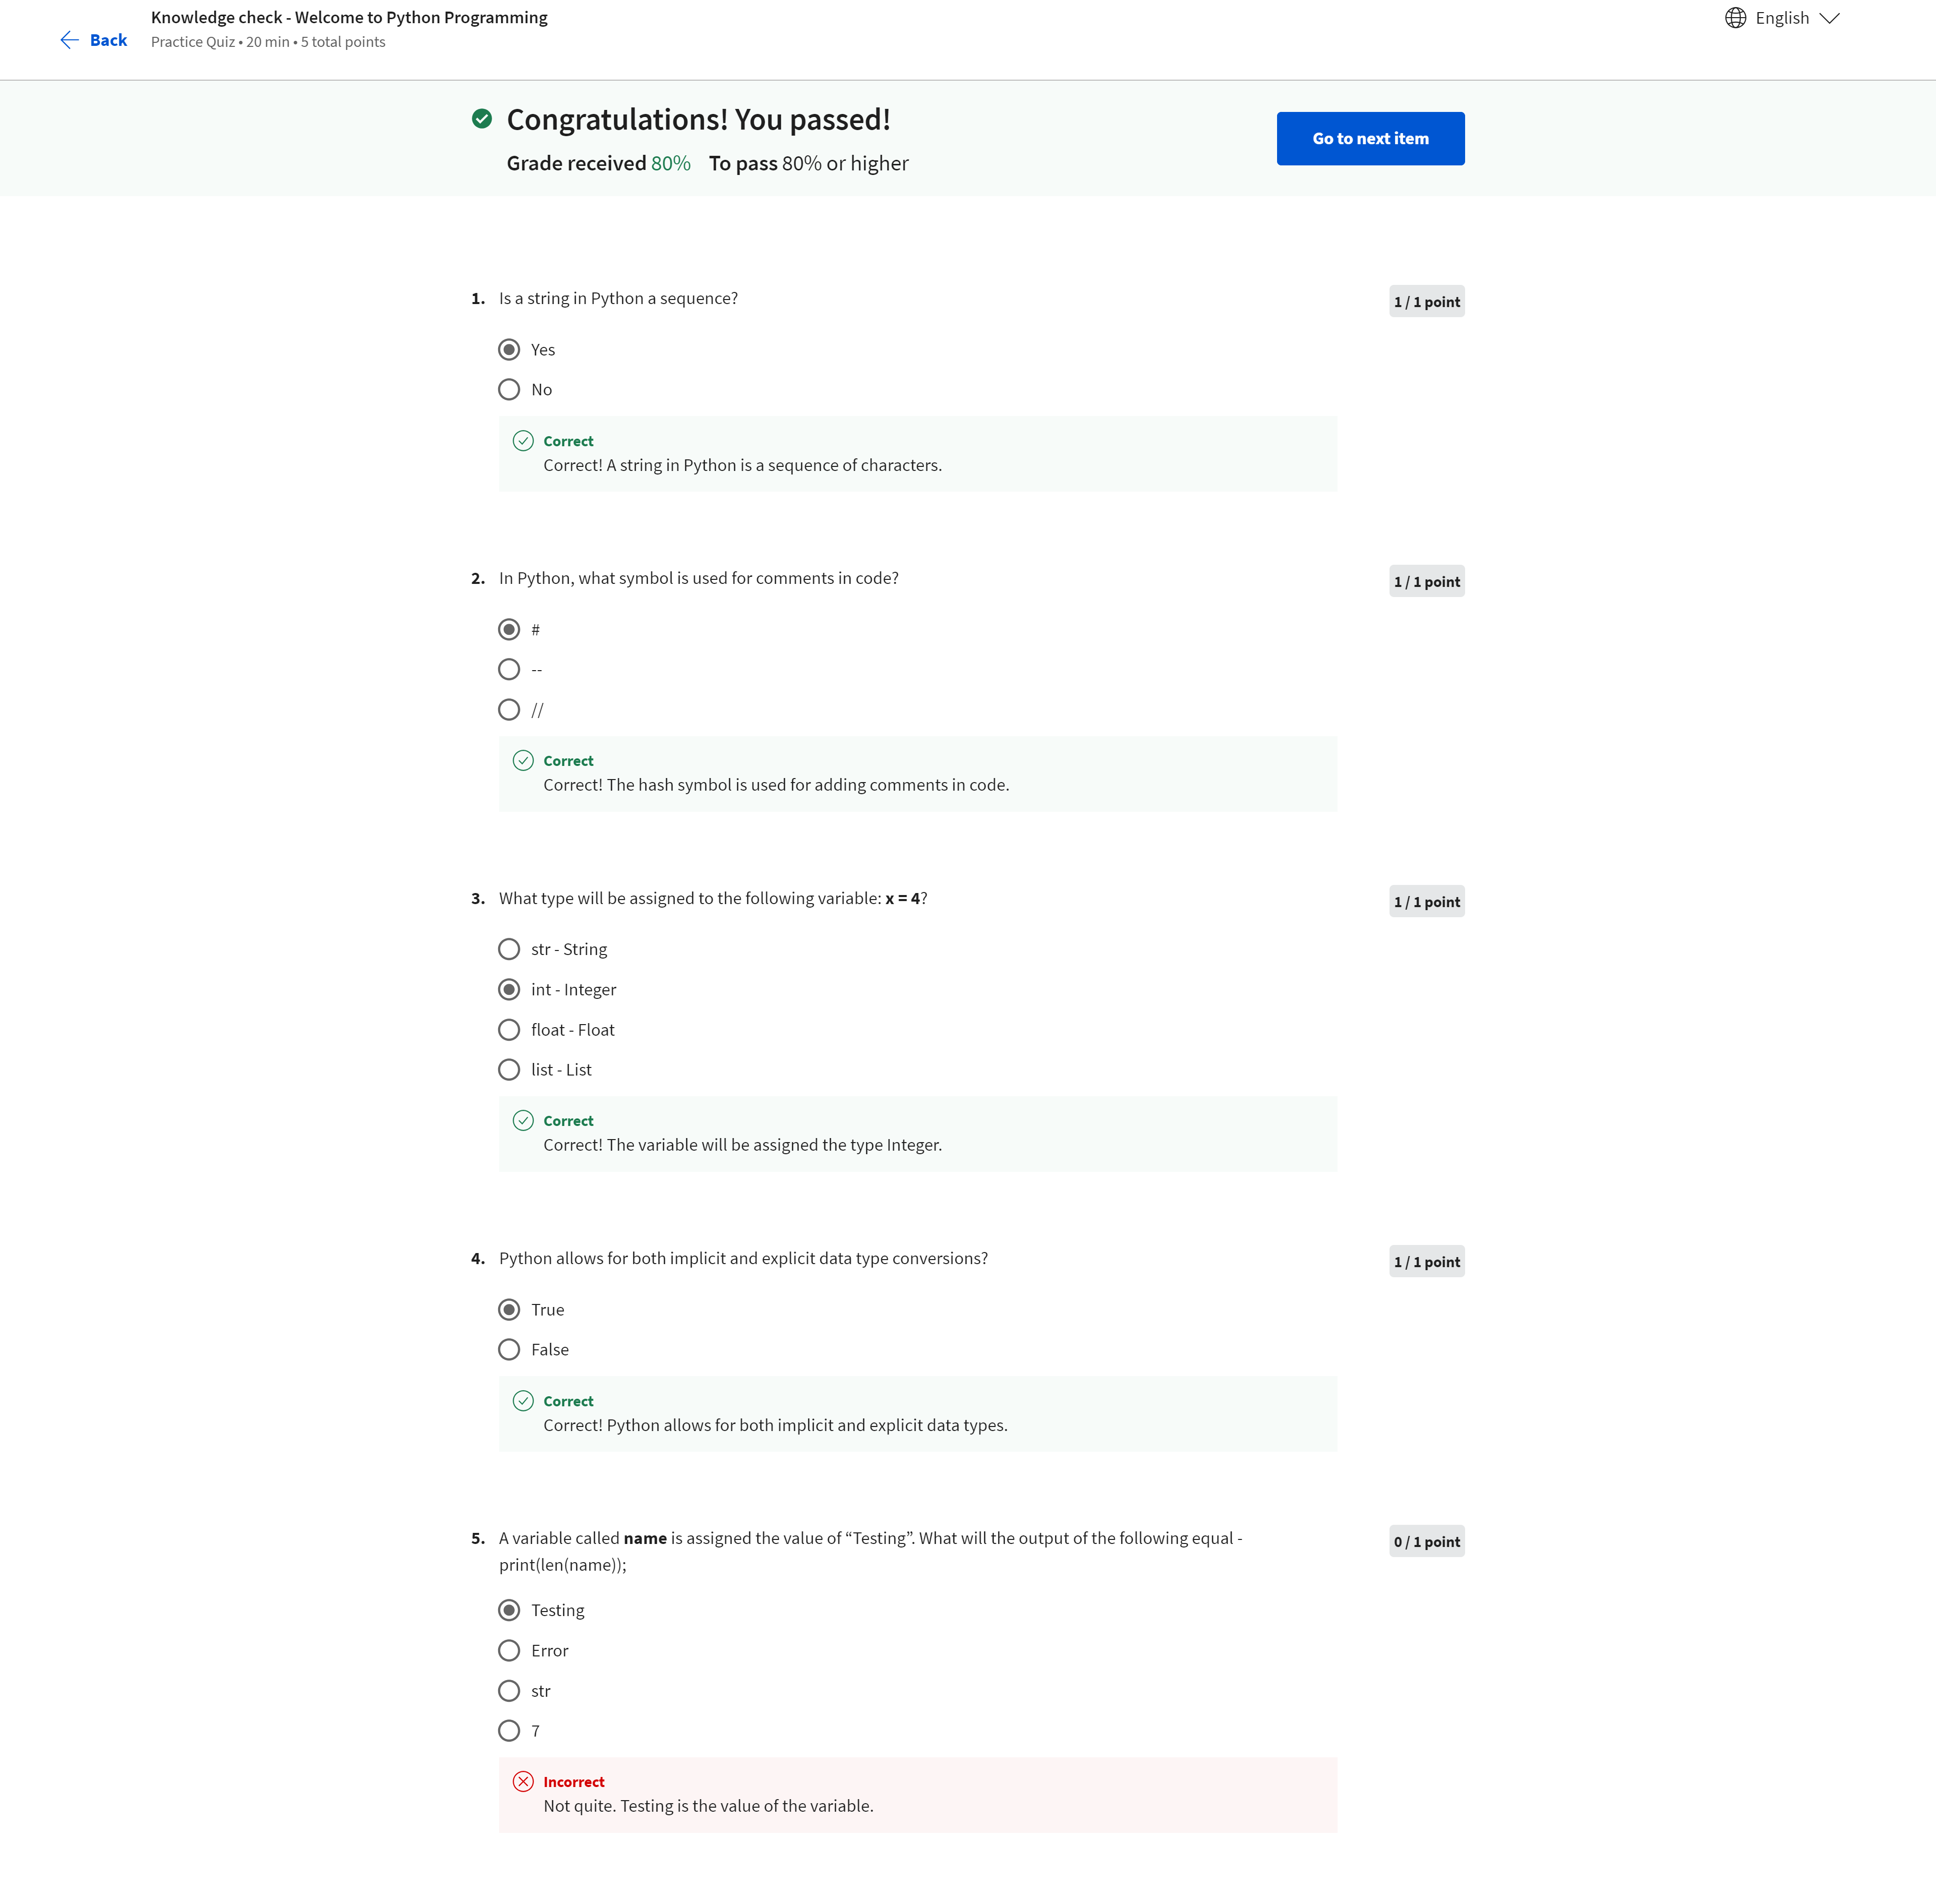 Knowledge check - Welcome to Python Programming
Back
Practice Quiz • 20 min • 5 total points
English
Congratulations! You passed!
Grade received 80% To pass 80% or higher
Go to next item
1. Is a string in Python a sequence?
1 / 1 point
Yes
No
Correct
Correct! A string in Python is a sequence of characters.
2. In Python, what symbol is used for comments in code?
1 / 1 point
#
--
//
Correct
Correct! The hash symbol is used for adding comments in code.
3. What type will be assigned to the following variable: x = 4?
1 / 1 point
str - String
int - Integer
float - Float
list - List
Correct
Correct! The variable will be assigned the type Integer.
4. Python allows for both implicit and explicit data type conversions?
1 / 1 point
True
False
Correct
Correct! Python allows for both implicit and explicit data types.
5. A variable called name is assigned the value of “Testing”. What will the output of the following equal -
print(len(name));
0 / 1 point
Testing
Error
str
7
Incorrect
Not quite. Testing is the value of the variable.